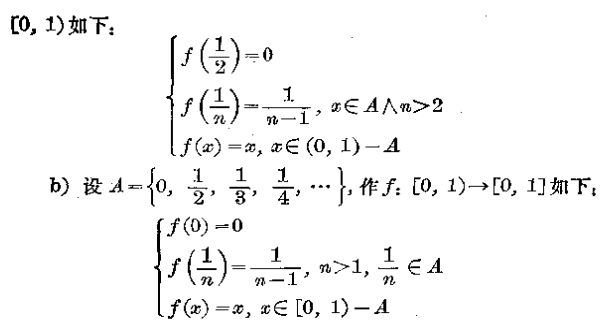 [0, 1)如下:
f(1/2)=0
f(1/n)=1/(n-1), x∈A∧n>2
f(x)=x, x∈(0, 1)-A
b) 设 A={0, 1/2, 1/3, 1/4, …}, 作 f: [0, 1)→[0, 1]如下:
f(0)=0
f(1/n)=1/(n-1), n>1, 1/n∈A
f(x)=x, x∈[0, 1)-A